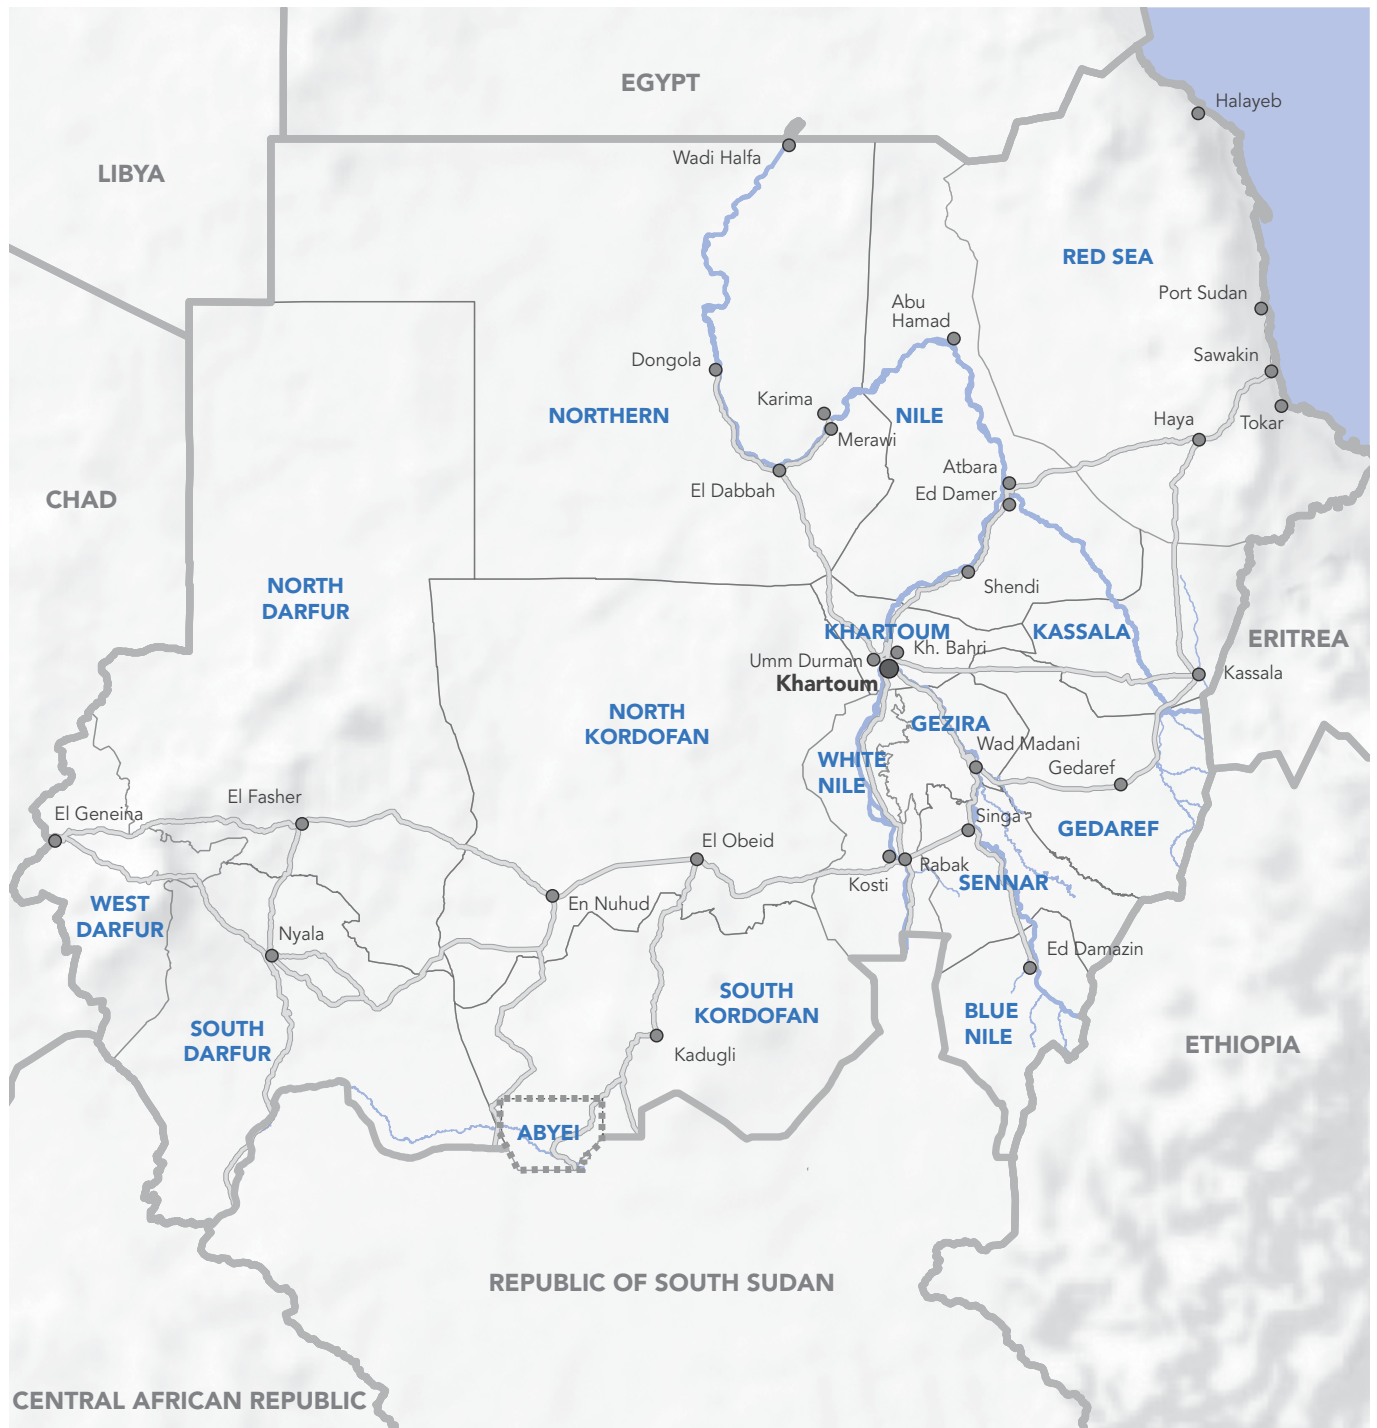 EGYPT
Halayeb
Wadi Halfa
LIBYA
RED SEA
Port Sudan
Abu
Hamad
Sawakin
Dongola
Karima
NORTHERN
NILE
Haya
Tokar
Merawi
Atbara
El Dabbah
Ed Damer
CHAD
NORTH
DARFUR
Shendi
KHARTOUM
KASSALA
ERITREA
Kh. Bahri
Umm Durman
Khartoum
Kassala
NORTH
KORDOFAN
GEZIRA
Wad Madani
WHITE
NILE
Gedaref
El Fasher
El Geneina
Singa
GEDAREF
El Obeid
Rabak
Kosti
SENNAR
WEST
DARFUR
En Nuhud
Nyala
Ed Damazin
SOUTH
KORDOFAN
BLUE
NILE
SOUTH
DARFUR
ETHIOPIA
Kadugli
ABYEI
REPUBLIC OF SOUTH SUDAN
CENTRAL AFRICAN REPUBLIC